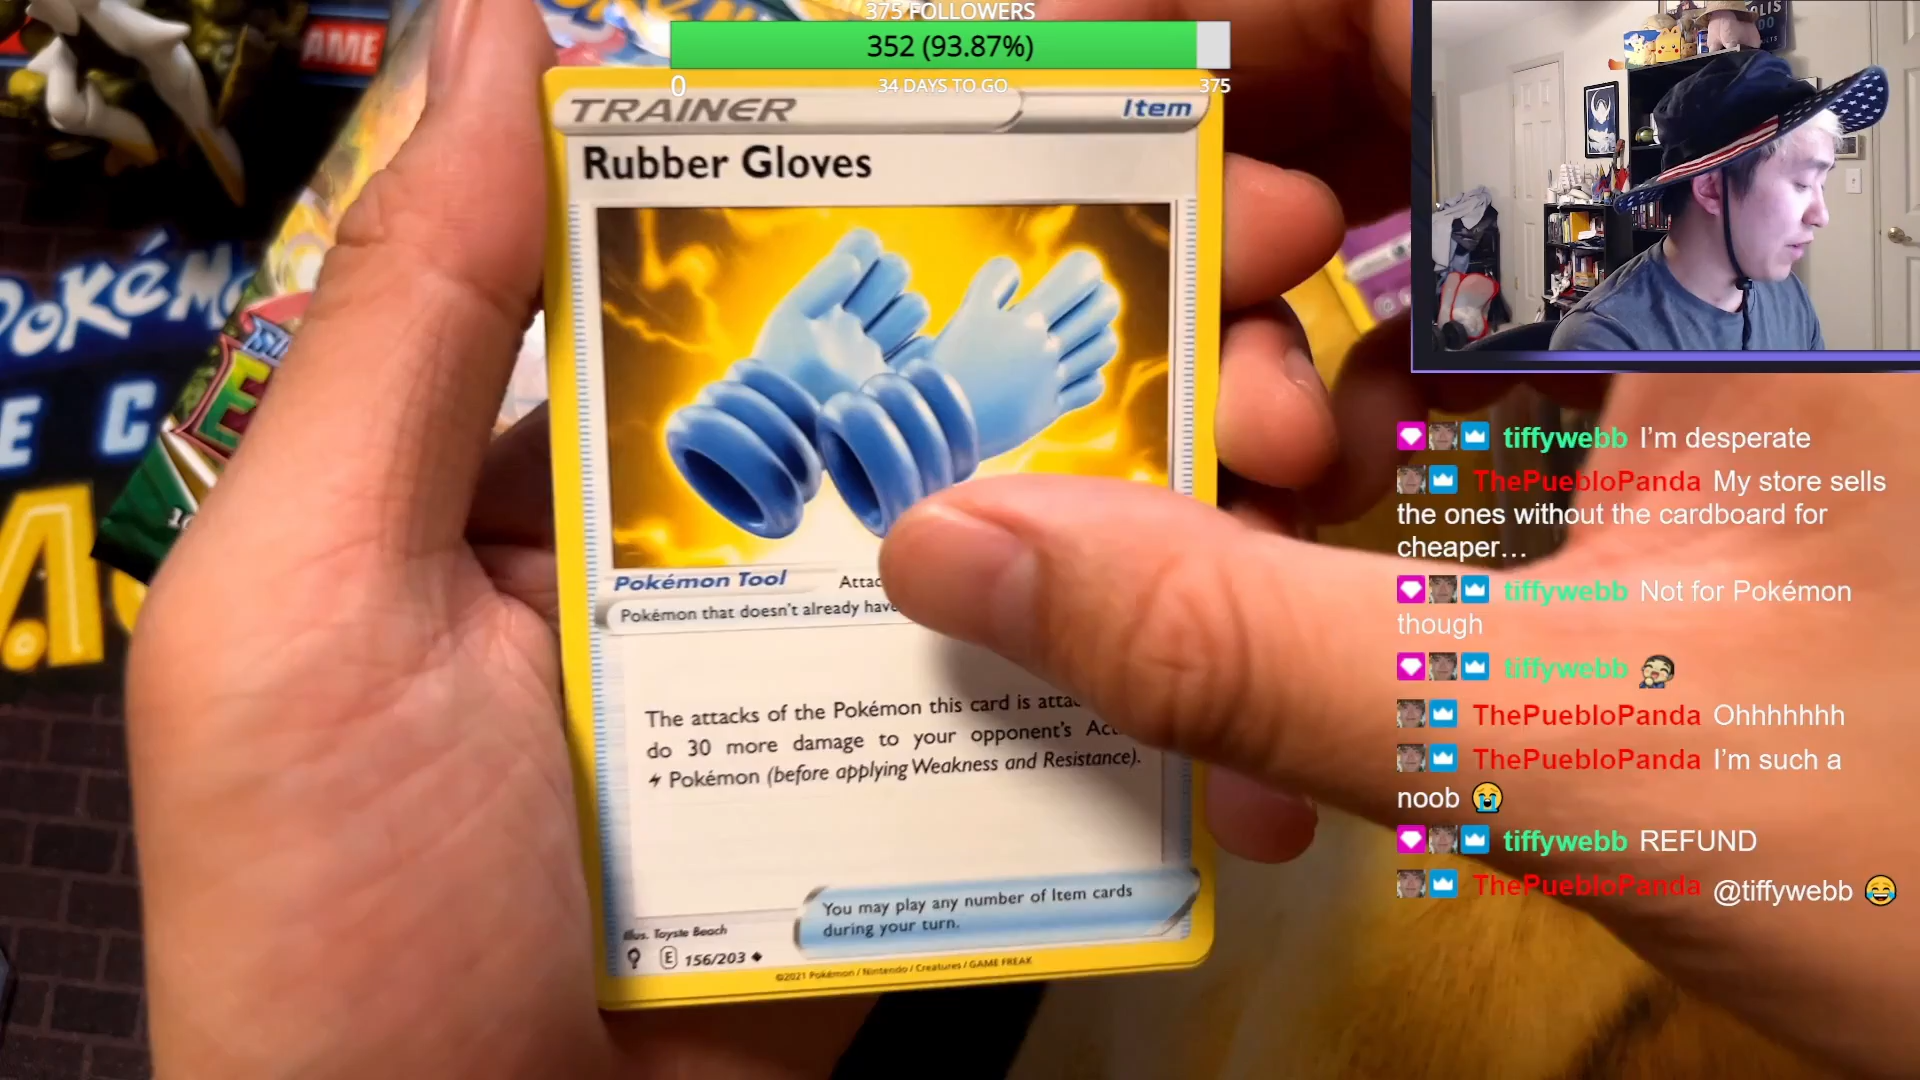 375 FOLLOWERS
352 (93.87%)
0
34 DAYS TO GO
375
AME
TRAINER
Item
Rubber Gloves
Pokémon Tool
Pokémon that doesn't already have
The attacks of the Pokémon this card is
do 30 more damage to your opponent's
Pokémon (before applying Weakness and Resistance).
You may play any number of Item cards
during your turn.
Illus. Tayste Beach
E 156/203
©2021 Pokémon / Nintendo / Creatures / GAME FREAK
tiffywebb I'm desperate
ThePuebloPanda My store sells
the ones without the cardboard for
cheaper…
tiffywebb Not for Pokémon
though
tiffywebb
ThePuebloPanda Ohhhhhhh
ThePuebloPanda I'm such a
noob 😭
tiffywebb REFUND
ThePuebloPanda @tiffywebb 😂